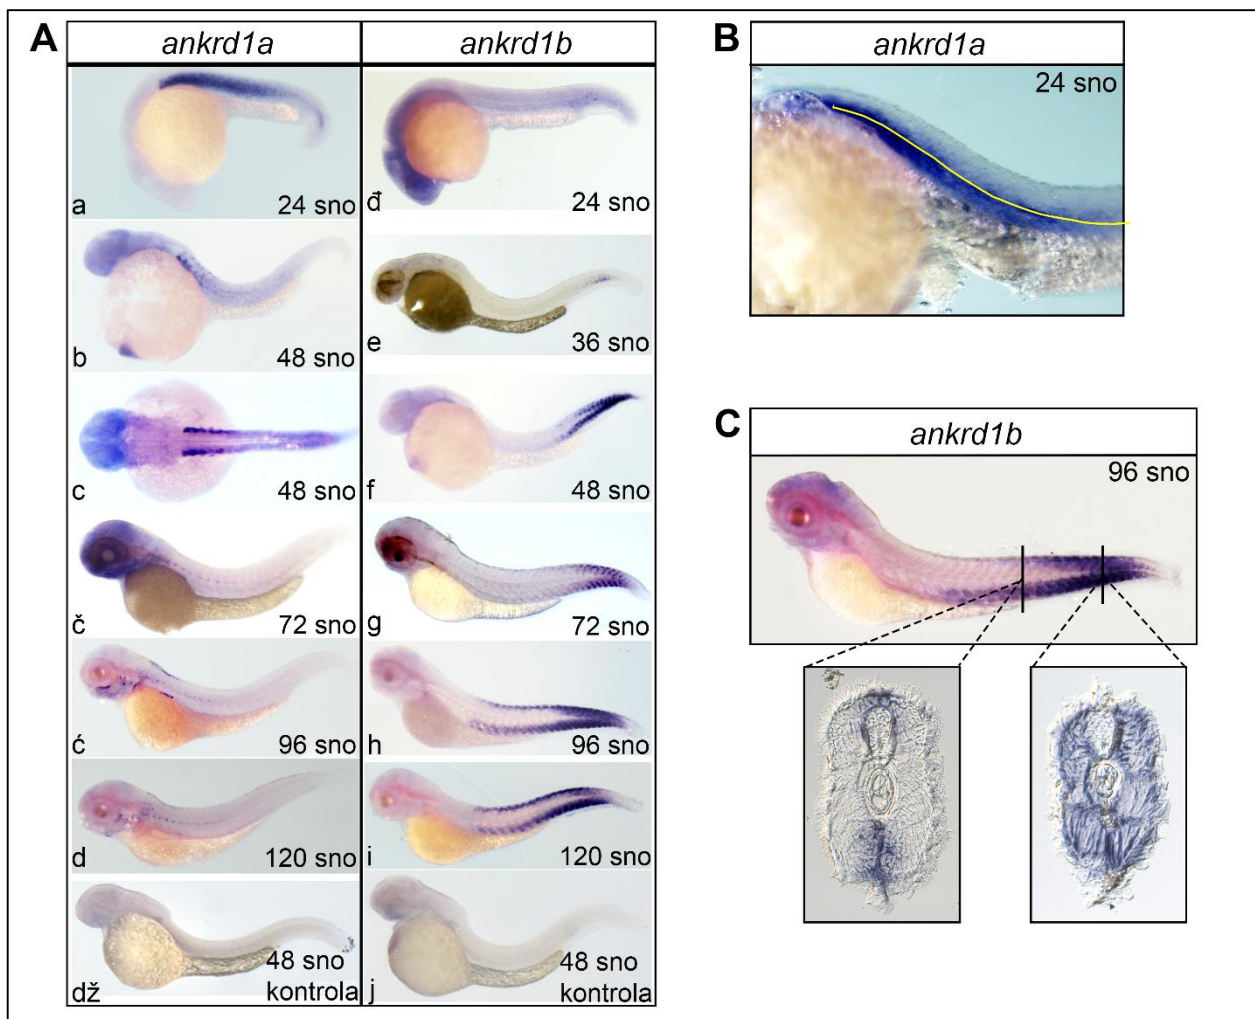 A
ankrd1a
ankrd1b
a
24 sno
đ
24 sno
b
48 sno
e
36 sno
c
48 sno
f
48 sno
č
72 sno
g
72 sno
ć
96 sno
h
96 sno
d
120 sno
i
120 sno
dž
48 sno
kontrola
j
48 sno
kontrola
B
ankrd1a
24 sno
C
ankrd1b
96 sno